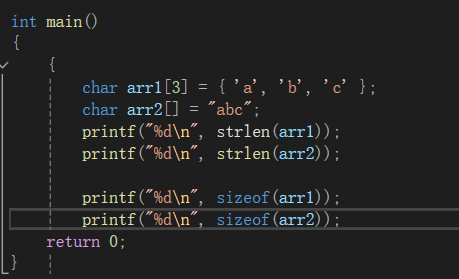 int main()
{
    {
        char arr1[3] = { 'a', 'b', 'c' };
        char arr2[] = "abc";
        printf("%d\n", strlen(arr1));
        printf("%d\n", strlen(arr2));

        printf("%d\n", sizeof(arr1));
        printf("%d\n", sizeof(arr2));
    return 0;
}